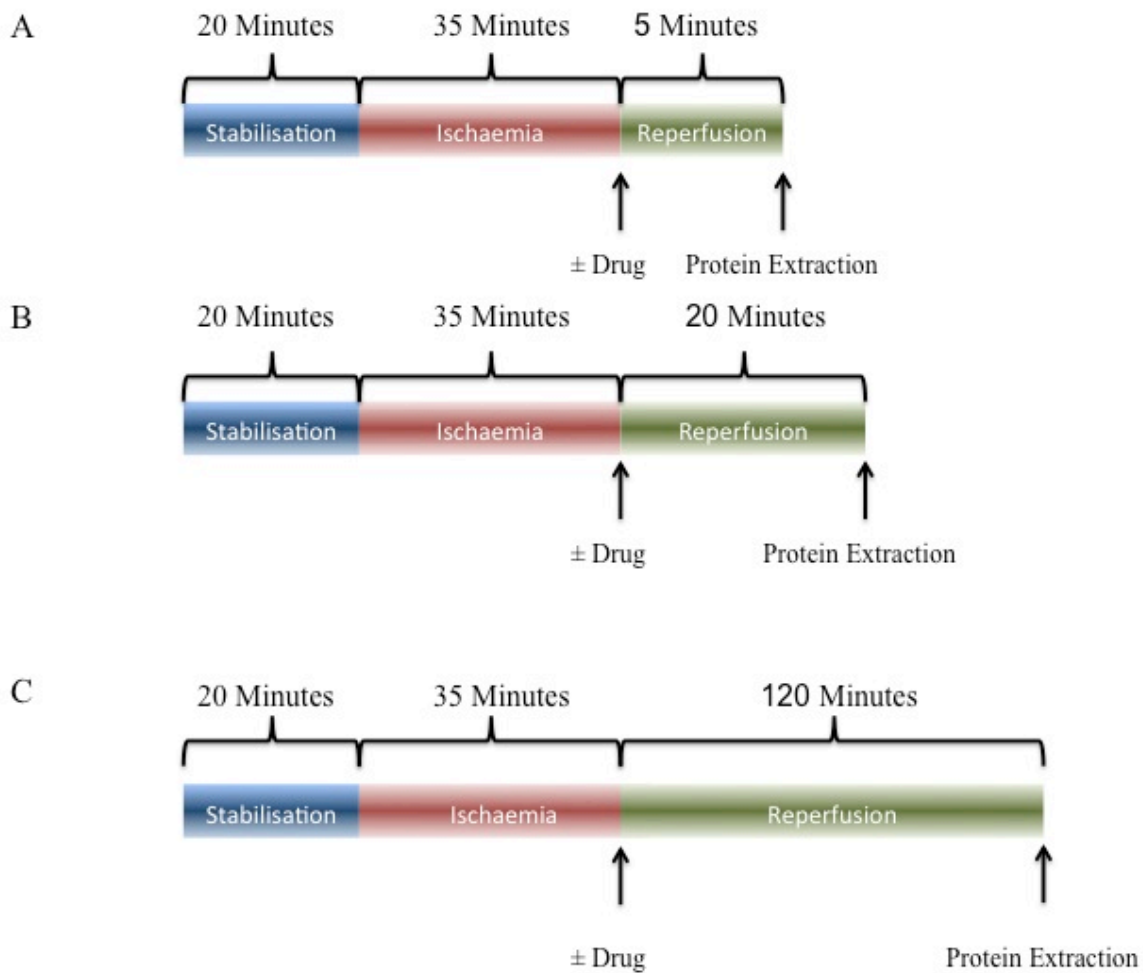 A
20 Minutes 35 Minutes 5 Minutes
Stabilisation Ischaemia Reperfusion
± Drug Protein Extraction
B
20 Minutes 35 Minutes 20 Minutes
Stabilisation Ischaemia Reperfusion
± Drug Protein Extraction
C
20 Minutes 35 Minutes 120 Minutes
Stabilisation Ischaemia Reperfusion
± Drug Protein Extraction